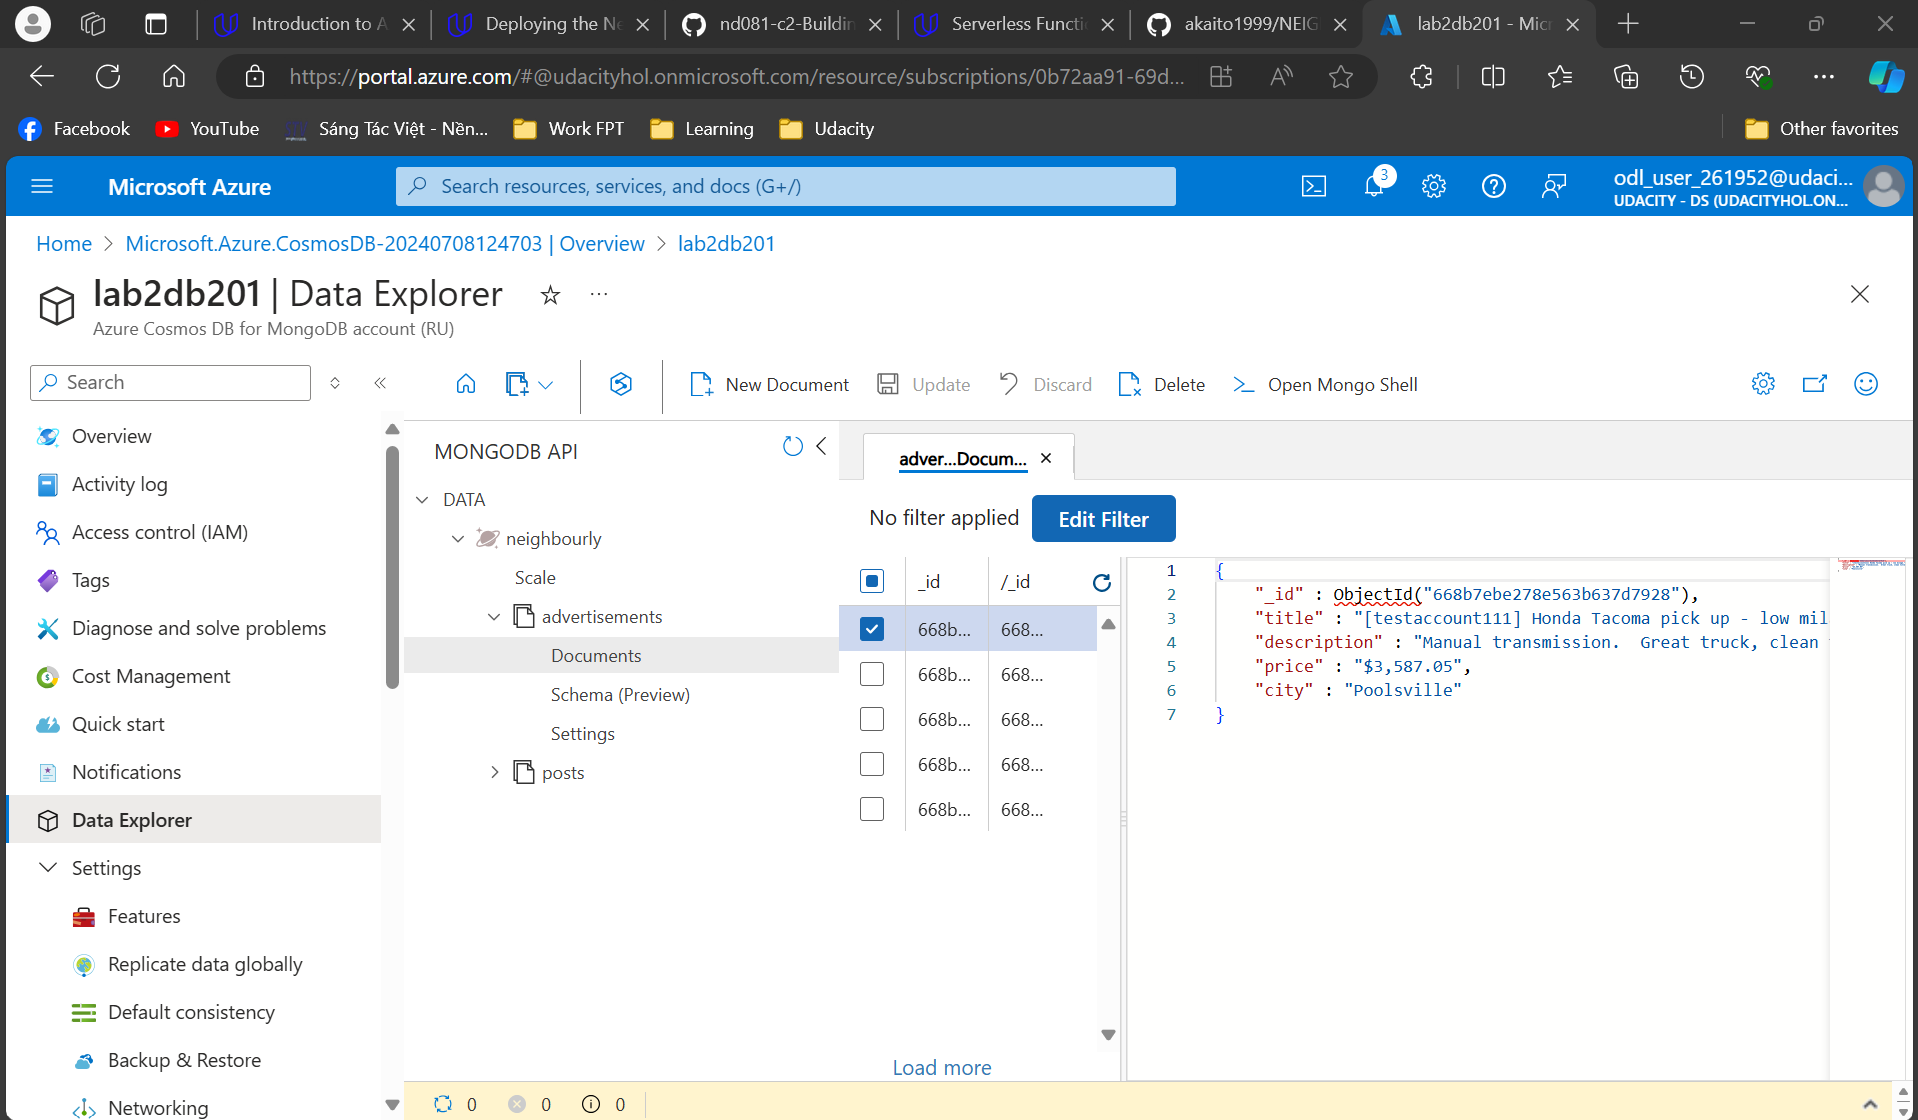 Introduction to A
Deploying the Ne
nd081-c2-Buildin
Serverless Functi
akaito1999/NEIG
lab2db201 - Mic
https://portal.azure.com/#@udacityhol.onmicrosoft.com/resource/subscriptions/0b72aa91-69d...
Facebook
YouTube
Sáng Tác Việt - Nền...
Work FPT
Learning
Udacity
Other favorites
Microsoft Azure
Search resources, services, and docs (G+/)
3
odl_user_261952@udaci...
UDACITY - DS (UDACITYHOL.ON...
Home > Microsoft.Azure.CosmosDB-20240708124703 | Overview > lab2db201
lab2db201 | Data Explorer
Azure Cosmos DB for MongoDB account (RU)
Search
New Document
Update
Discard
Delete
Open Mongo Shell
Overview
Activity log
Access control (IAM)
Tags
Diagnose and solve problems
Cost Management
Quick start
Notifications
Data Explorer
Settings
Features
Replicate data globally
Default consistency
Backup & Restore
Networking
MONGODB API
DATA
neighbourly
Scale
advertisements
Documents
Schema (Preview)
Settings
posts
adver...Docum...
No filter applied
Edit Filter
_id /_id
668b... 668...
668b... 668...
668b... 668...
668b... 668...
668b... 668...
Load more
1 {
2 "_id" : ObjectId("668b7ebe278e563b637d7928"),
3 "title" : "[testaccount111] Honda Tacoma pick up - low mil
4 "description" : "Manual transmission.  Great truck, clean
5 "price" : "$3,587.05",
6 "city" : "Poolsville"
7 }
0 0 0